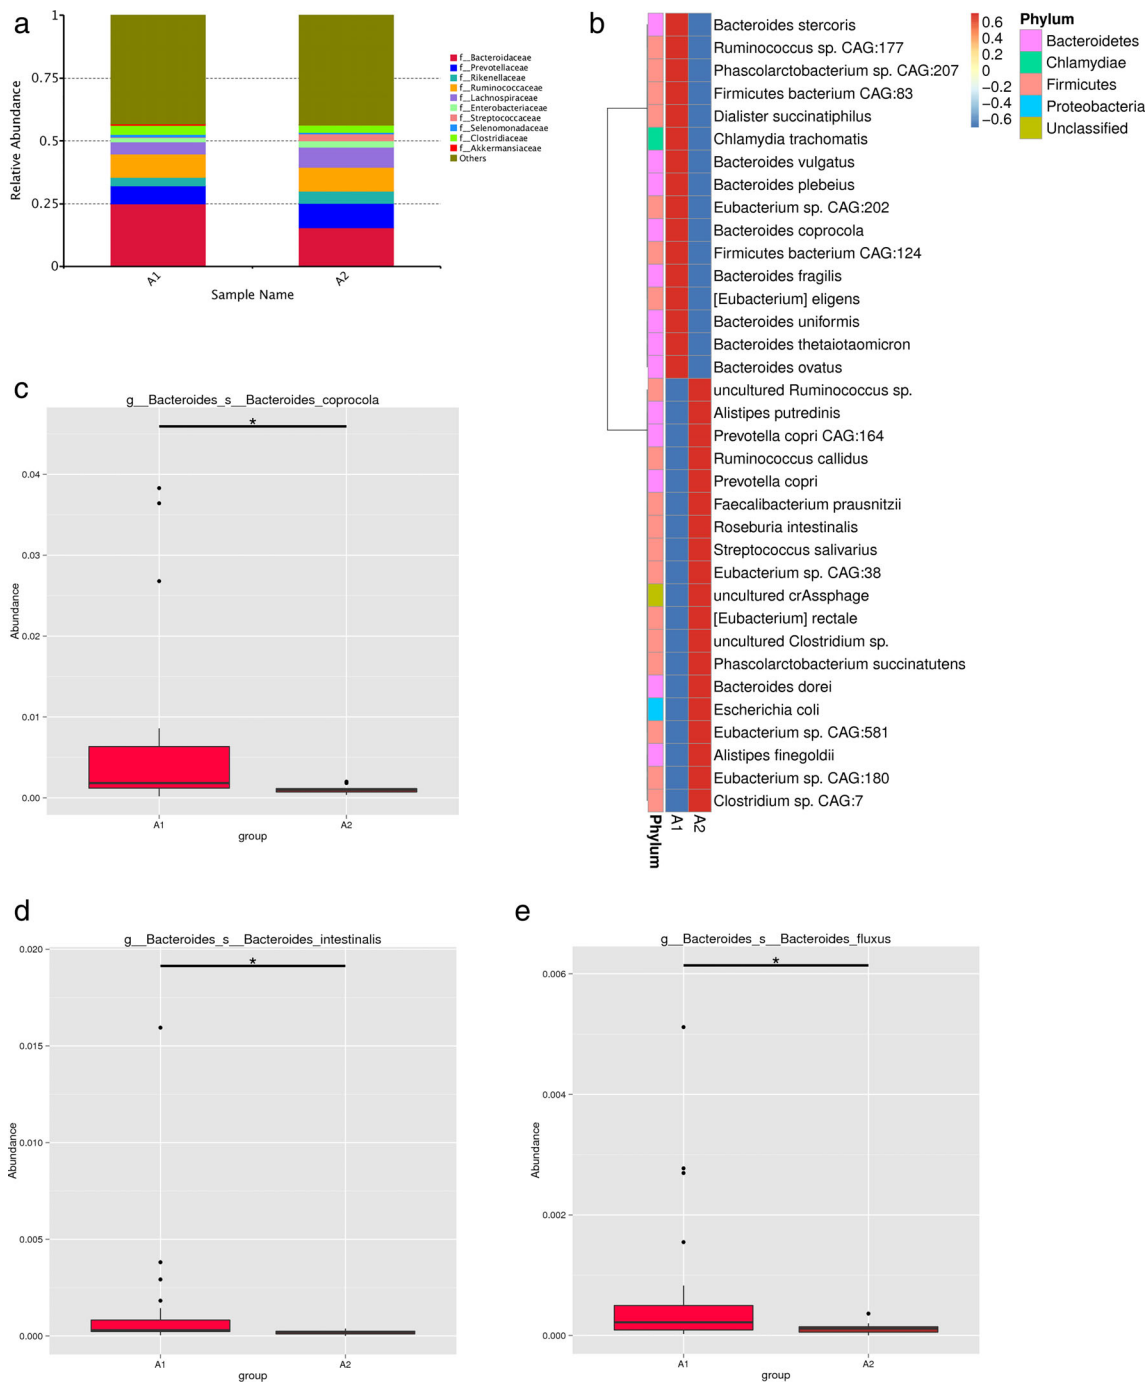 a
1
0.75
0.5
0.25
0
Relative Abundance
A1
A2
Sample Name
f__Bacteroidaceae
f__Prevotellaceae
f__Rikenellaceae
f__Ruminococcaceae
f__Lachnospiraceae
f__Enterobacteriaceae
f__Streptococcaceae
f__Selenomonadaceae
f__Clostridiaceae
f__Akkermansiaceae
Others
b
Bacteroides stercoris
Ruminococcus sp. CAG:177
Phascolarctobacterium sp. CAG:207
Firmicutes bacterium CAG:83
Dialister succinatiphilus
Chlamydia trachomatis
Bacteroides vulgatus
Bacteroides plebeius
Eubacterium sp. CAG:202
Bacteroides coprocola
Firmicutes bacterium CAG:124
Bacteroides fragilis
[Eubacterium] eligens
Bacteroides uniformis
Bacteroides thetaiotaomicron
Bacteroides ovatus
uncultured Ruminococcus sp.
Alistipes putredinis
Prevotella copri CAG:164
Ruminococcus callidus
Prevotella copri
Faecalibacterium prausnitzii
Roseburia intestinalis
Streptococcus salivarius
Eubacterium sp. CAG:38
uncultured crAssphage
[Eubacterium] rectale
uncultured Clostridium sp.
Phascolarctobacterium succinatutens
Bacteroides dorei
Escherichia coli
Eubacterium sp. CAG:581
Alistipes finegoldii
Eubacterium sp. CAG:180
Clostridium sp. CAG:7
Phylum
A1
A2
0.6
0.4
0.2
0
−0.2
−0.4
−0.6
Phylum
Bacteroidetes
Chlamydiae
Firmicutes
Proteobacteria
Unclassified
c
g__Bacteroides_s__Bacteroides_coprocola
*
0.04
0.03
0.02
0.01
0.00
Abundance
A1
A2
group
d
g__Bacteroides_s__Bacteroides_intestinalis
*
0.020
0.015
0.010
0.005
0.000
Abundance
A1
A2
group
e
g__Bacteroides_s__Bacteroides_fluxus
*
0.006
0.004
0.002
0.000
Abundance
A1
A2
group